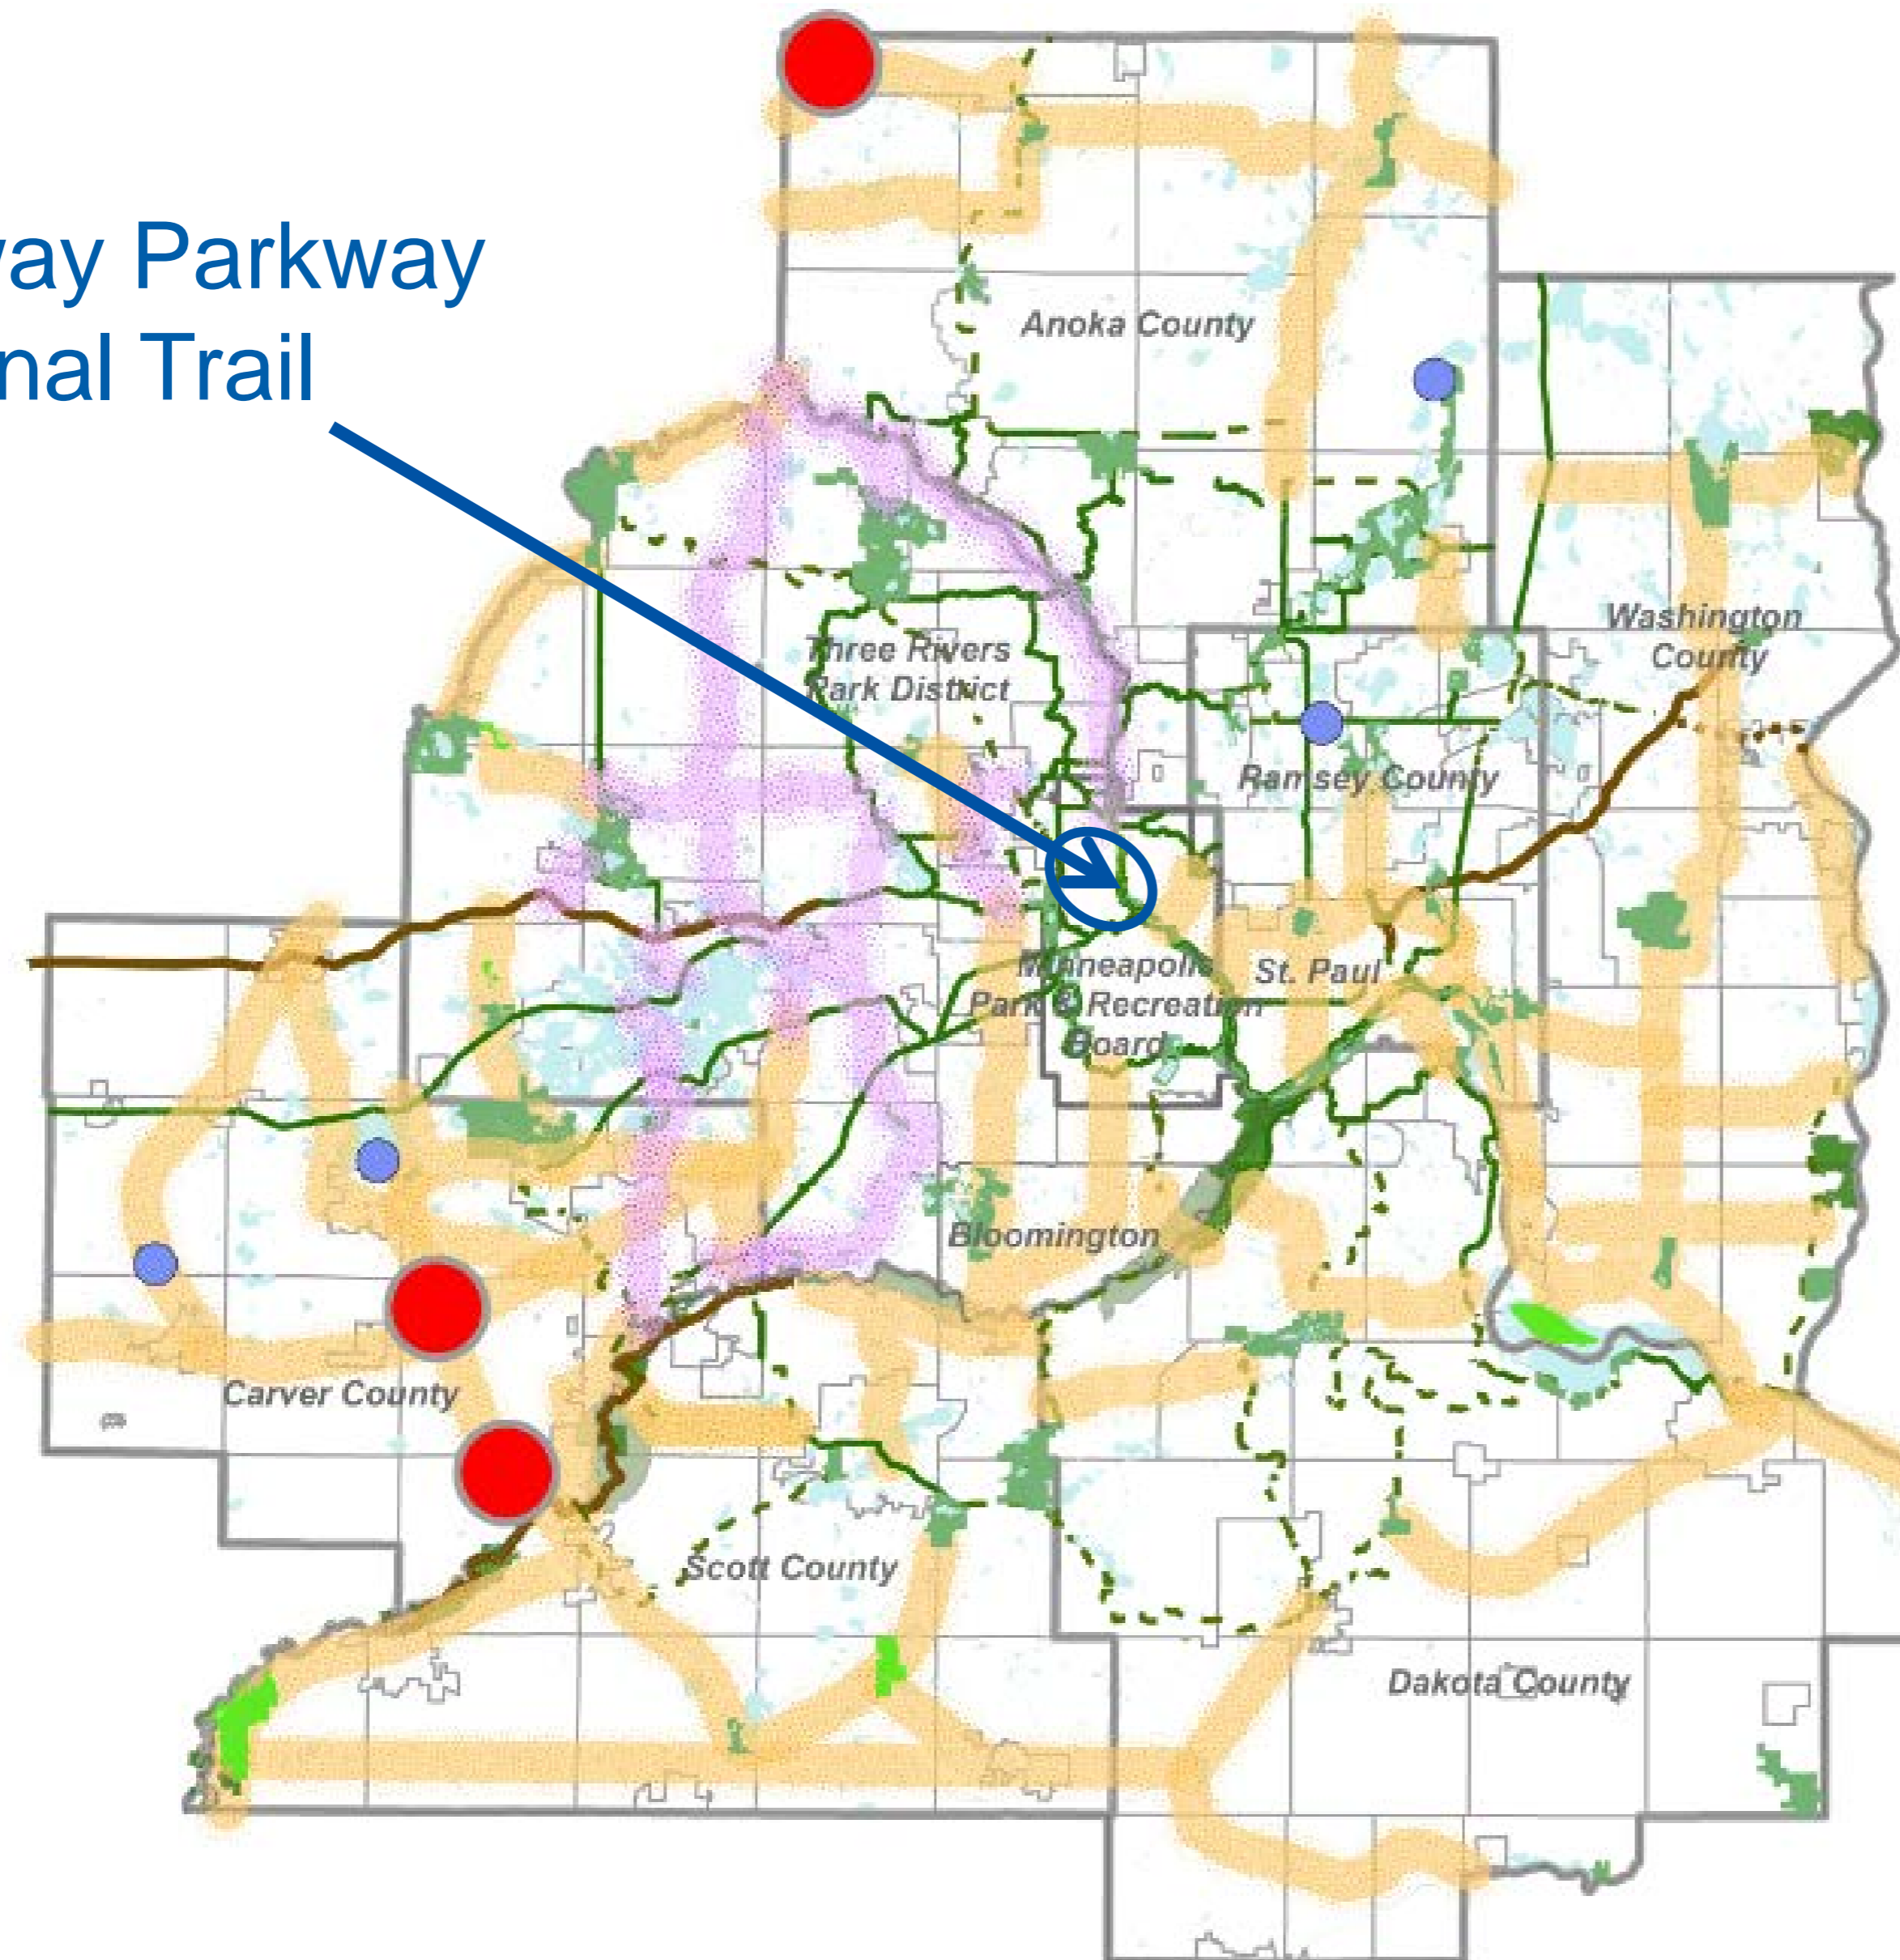 way Parkway
nal Trail
Anoka County
Three Rivers
Park District
Washington
County
Ramsey County
Minneapolis
Park & Recreation
Board
St. Paul
Bloomington
Carver County
Scott County
Dakota County